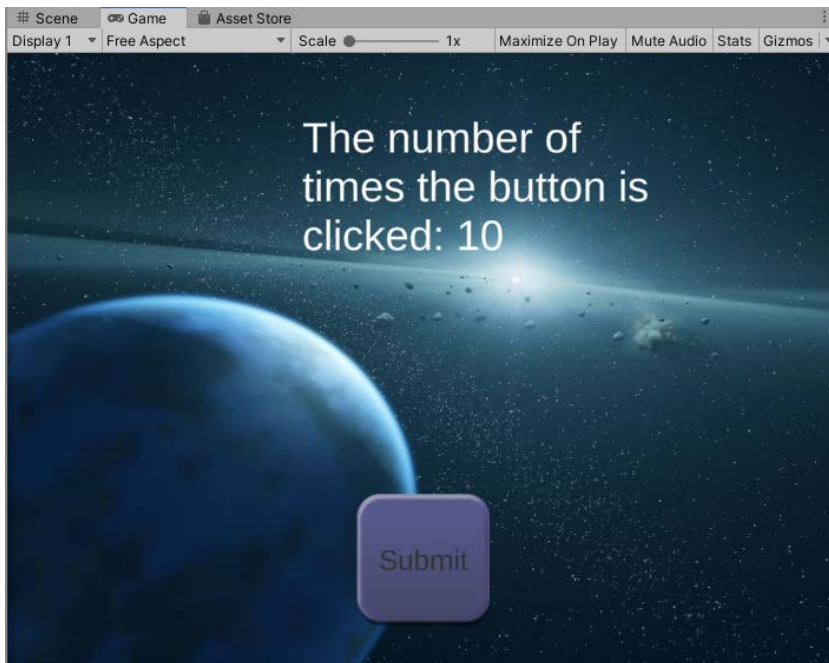 Scene Game Asset Store
Display 1 Free Aspect Scale 1x Maximize On Play Mute Audio Stats Gizmos
The number of
times the button is
clicked: 10
Submit